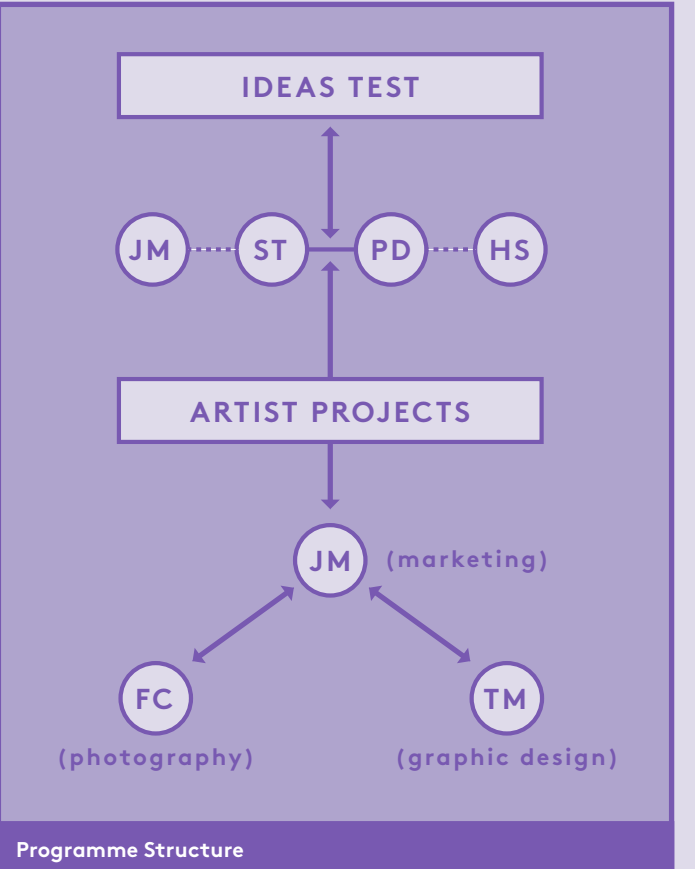 IDEAS TEST
JM ST PD HS
ARTIST PROJECTS
JM (marketing)
FC TM
(photography) (graphic design)
Programme Structure